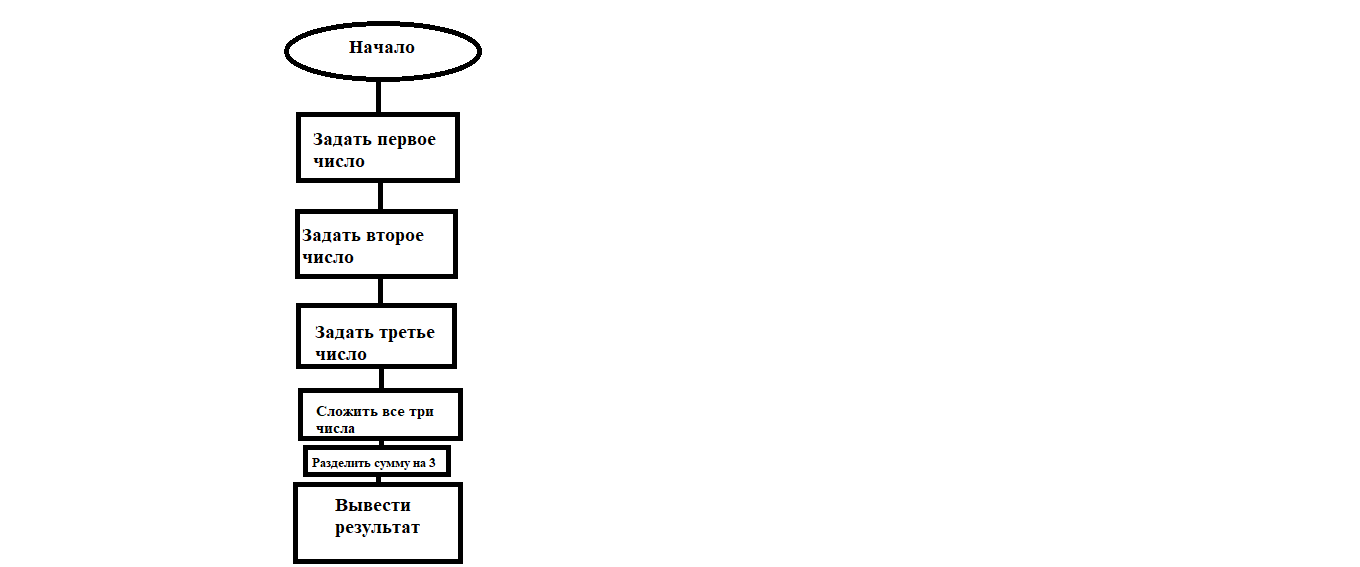 Начало
Задать первое
число
Задать второе
число
Задать третье
число
Сложить все три
числа
Разделить сумму на 3
Вывести
результат